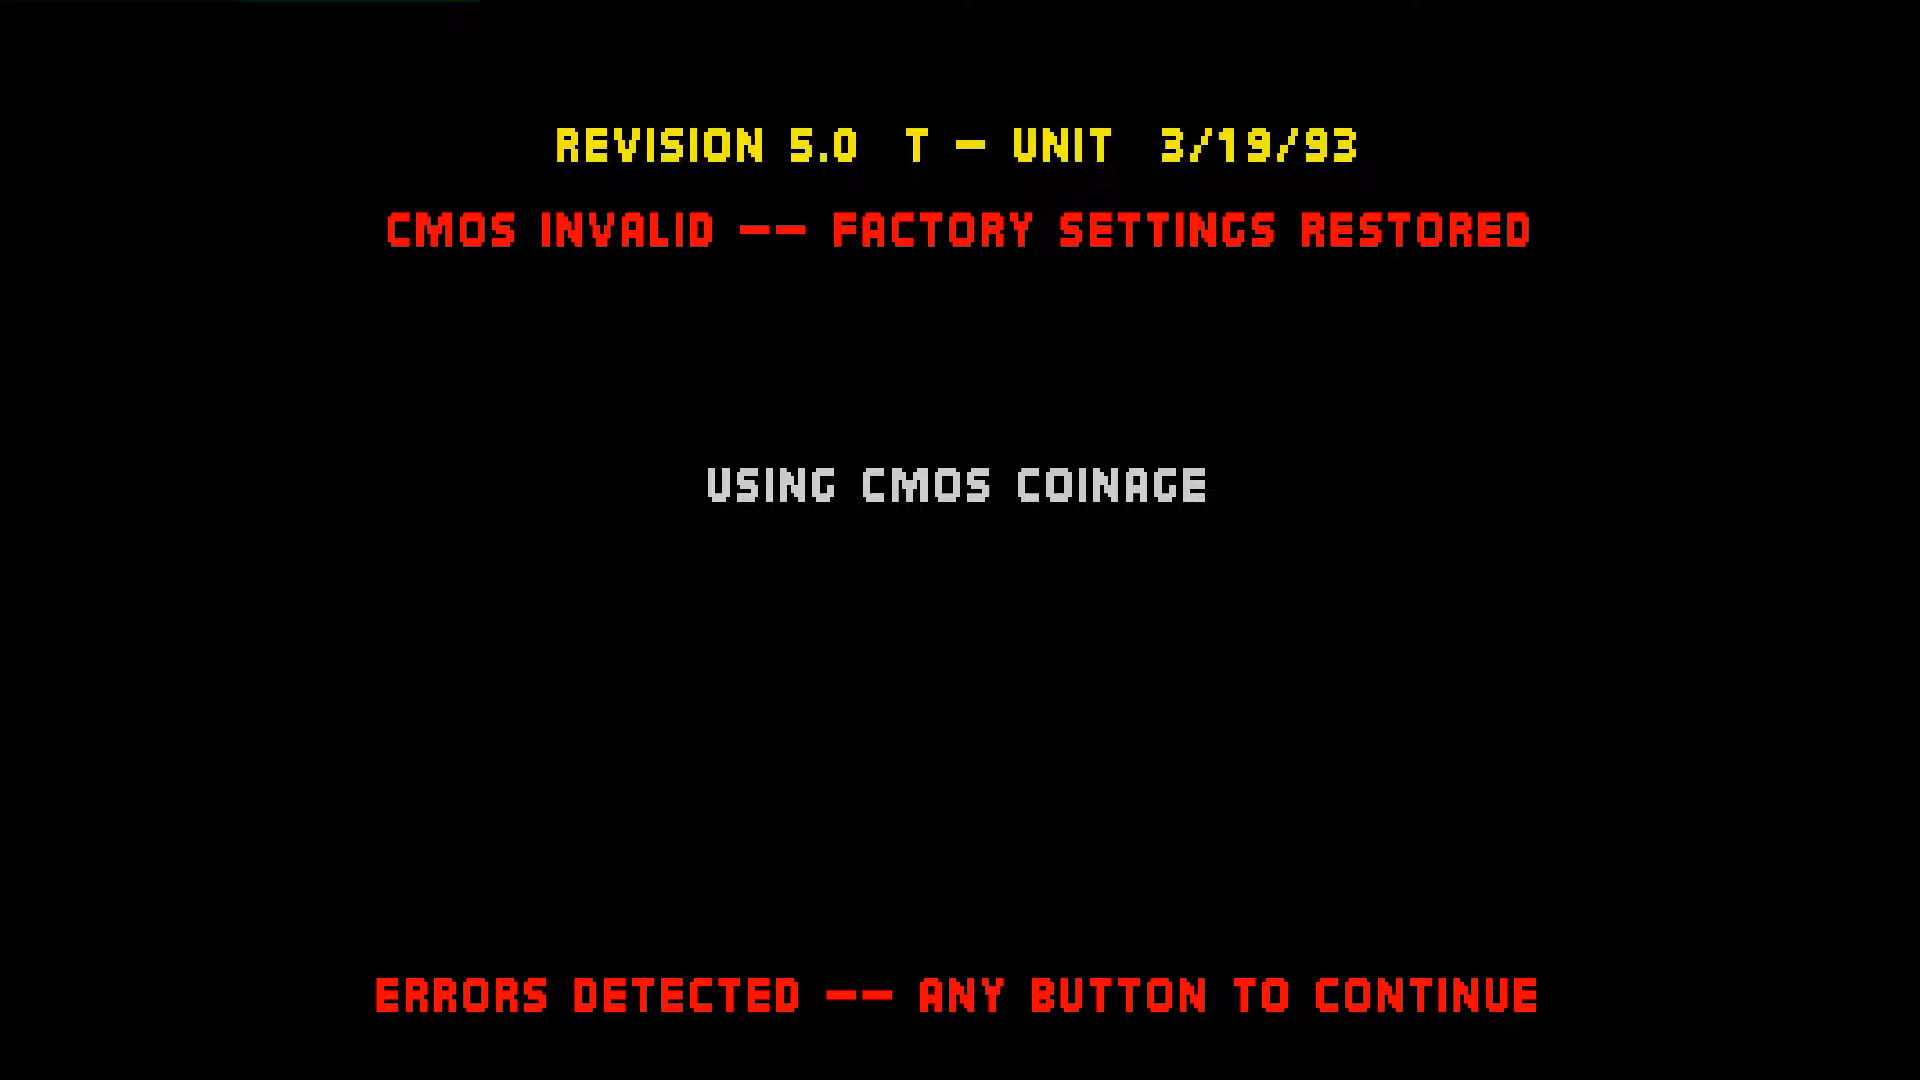 REVISION 5.0  T - UNIT  3/19/93
CMOS INVALID -- FACTORY SETTINGS RESTORED
USING CMOS COINAGE
ERRORS DETECTED -- ANY BUTTON TO CONTINUE